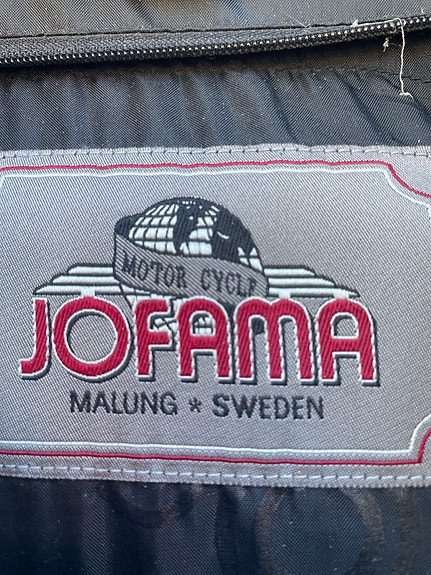 MOTOR CYCLE
JOFAMA
MALUNG * SWEDEN